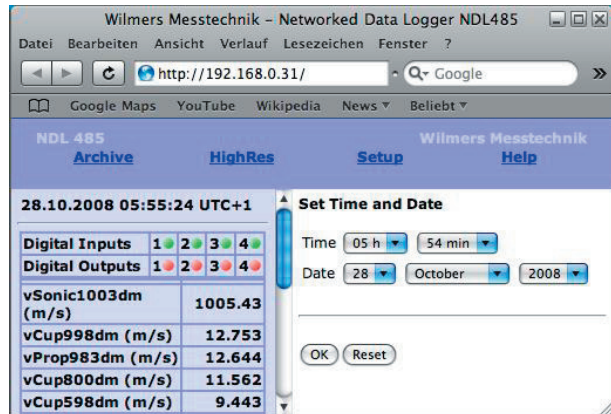 Wilmers Messtechnik – Networked Data Logger NDL485
Datei Bearbeiten Ansicht Verlauf Lesezeichen Fenster ?
http://192.168.0.31/ Google »
Google Maps YouTube Wikipedia News Beliebt
NDL 485 Wilmers Messtechnik
Archive HighRes Setup Help
28.10.2008 05:55:24 UTC+1
Digital Inputs 1 2 3 4
Digital Outputs 1 2 3 4
vSonic1003dm (m/s) 1005.43
vCup998dm (m/s) 12.753
vProp983dm (m/s) 12.644
vCup800dm (m/s) 11.562
vCup598dm (m/s) 9.443
Set Time and Date
Time 05 h 54 min
Date 28 October 2008
OK Reset